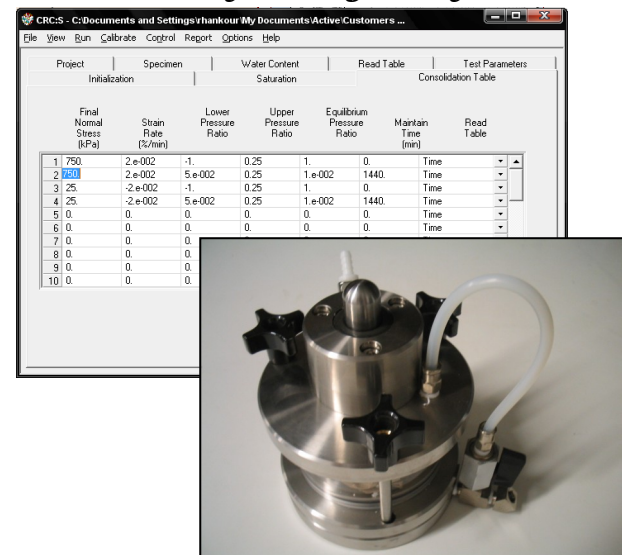 CRC:S - C:\Documents and Settings\rhankour\My Documents\Active\Customers ...
File View Run Calibrate Control Report Options Help
Project Specimen Water Content Read Table Test Parameters
Initialization Saturation Consolidation Table
Final Normal Stress (kPa) Strain Rate (%/min) Lower Pressure Ratio Upper Pressure Ratio Equilibrium Pressure Ratio Maintain Time (min) Read Table
1 750. 2.e-002 -1. 0.25 1. 0. Time
2 750. 2.e-002 5.e-002 0.25 1.e-002 1440. Time
3 25. -2.e-002 -1. 0.25 1. 0. Time
4 25. -2.e-002 5.e-002 0.25 1.e-002 1440. Time
5 0. 0. 0. 0. 0. 0. Time
6 0. 0. 0. 0. 0. 0. Time
7 0. 0. 0.
8 0. 0. 0.
9 0. 0. 0.
10 0. 0. 0.